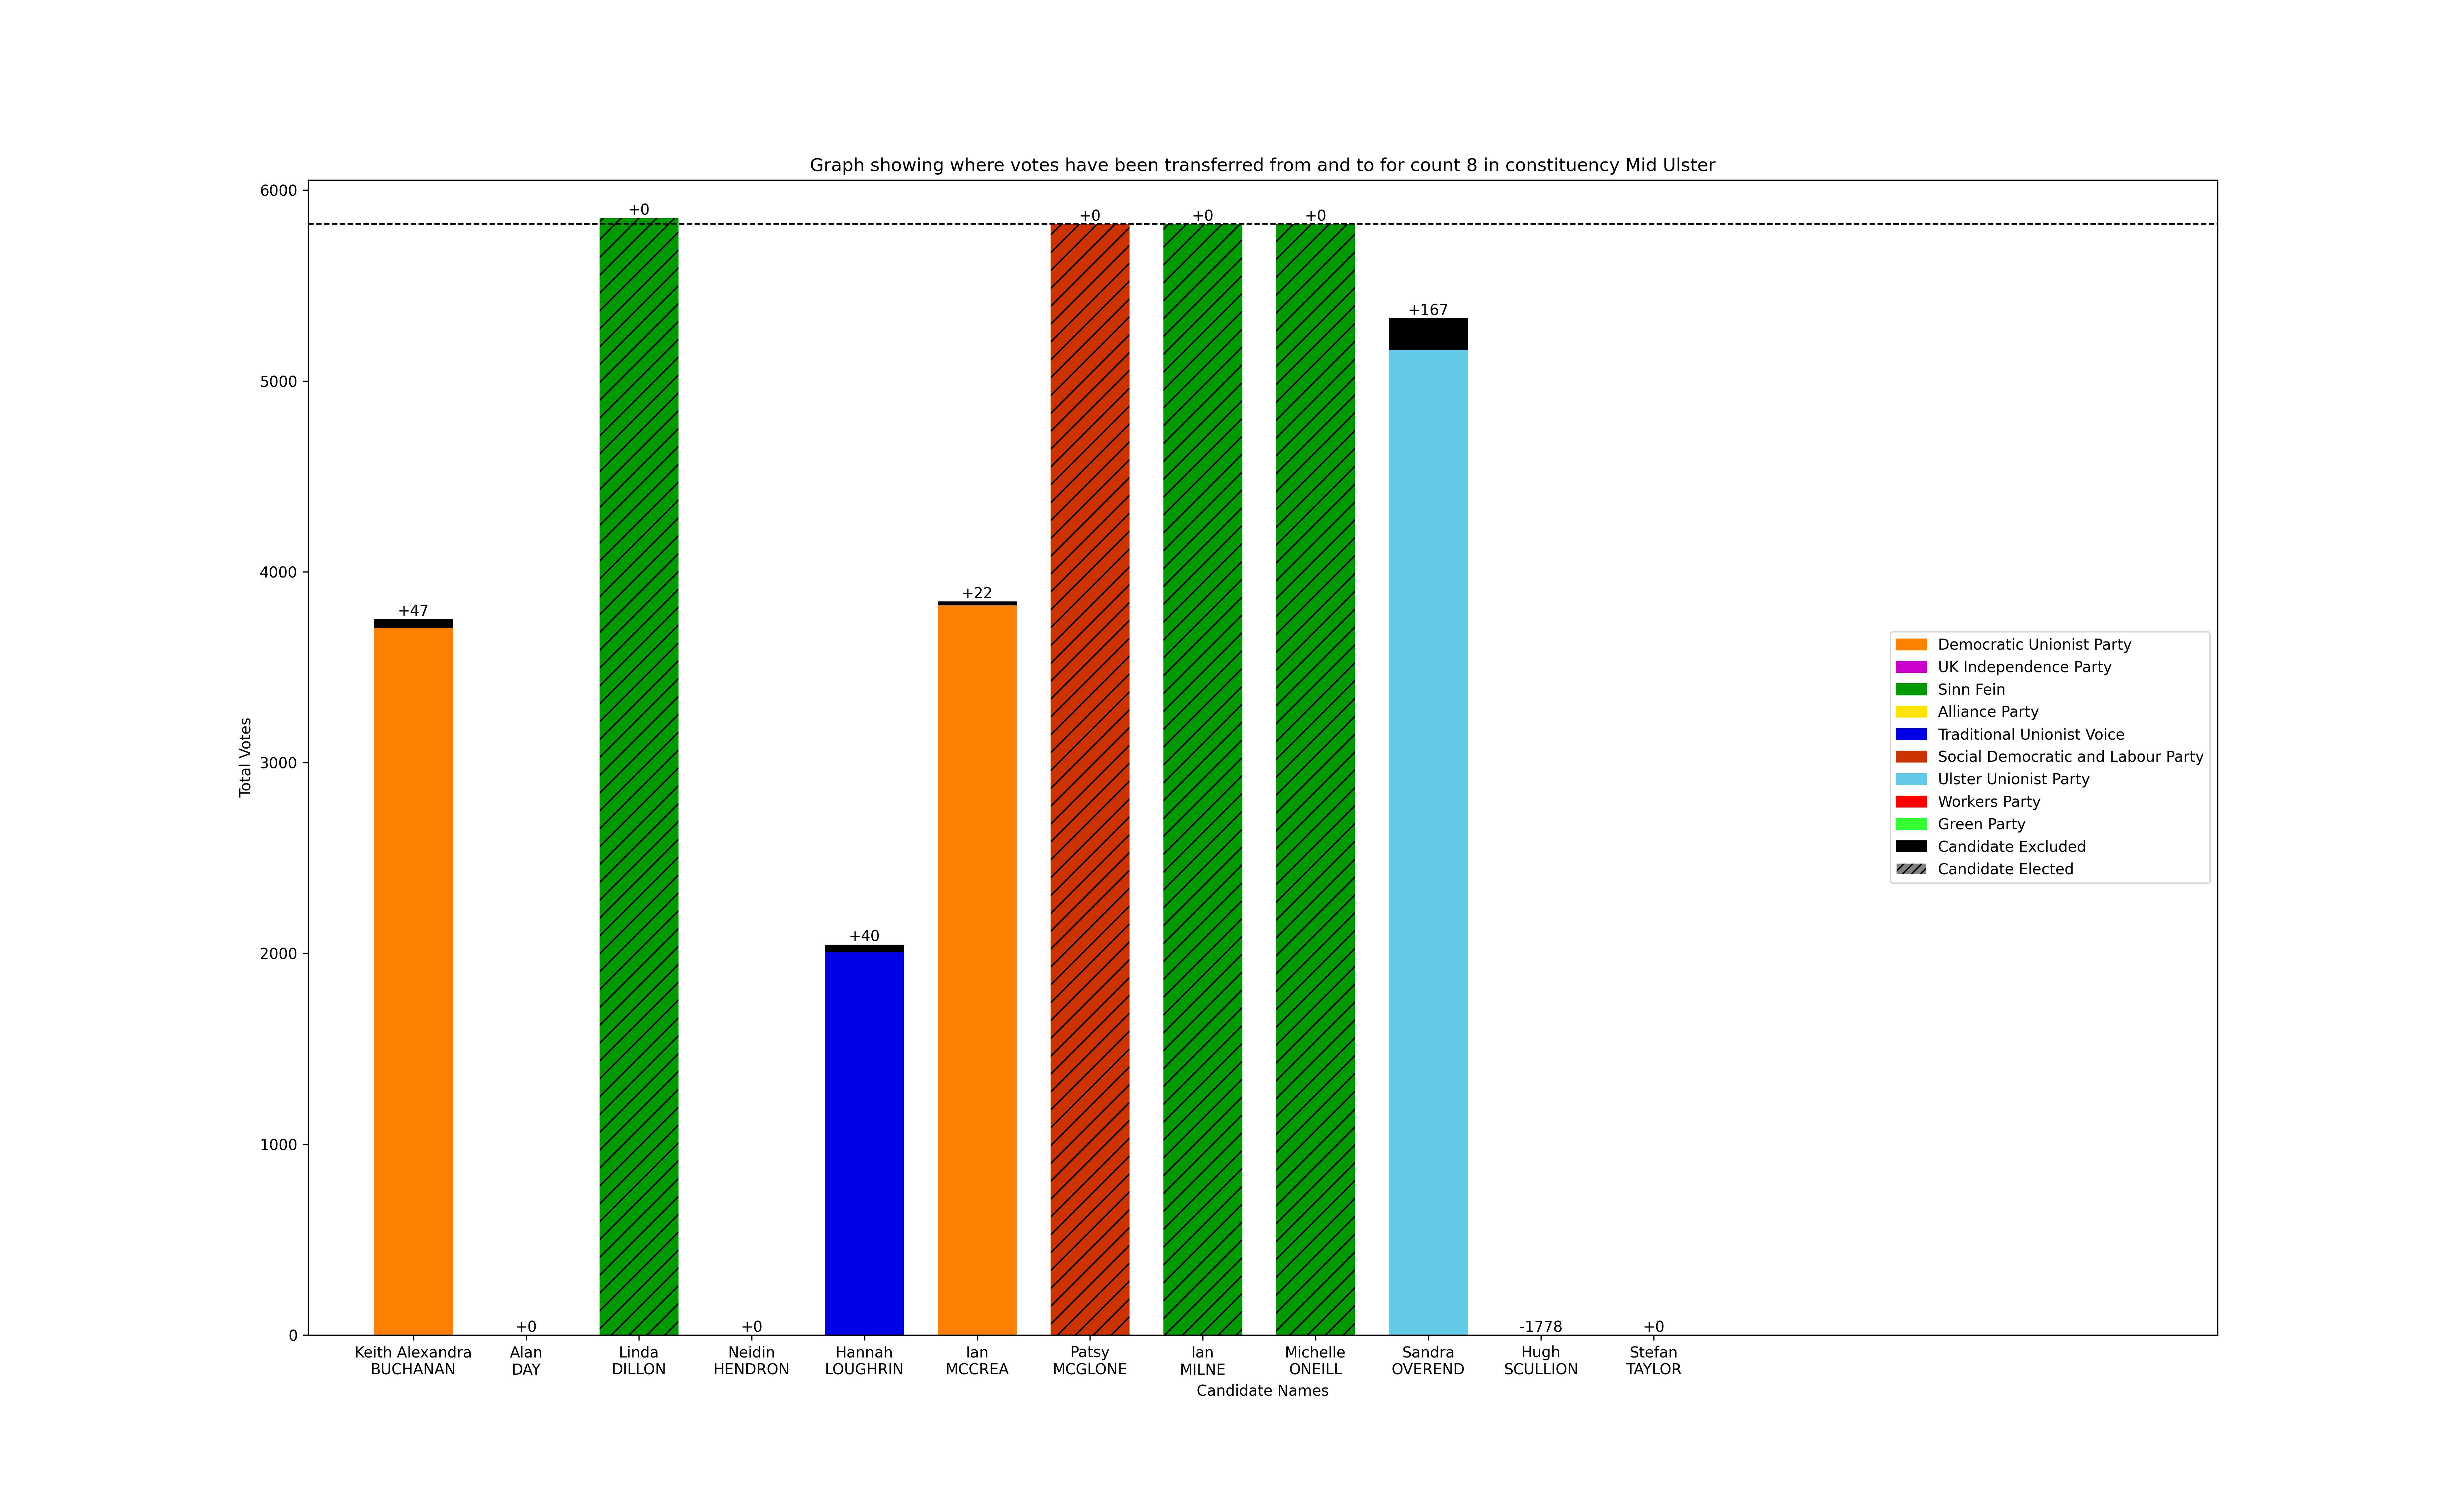 Graph showing where votes have been transferred from and to for count 8 in constituency Mid Ulster
6000
5000
4000
3000
2000
1000
0
Total Votes
+47
+0
+0
+0
+40
+22
+0
+0
+0
+167
-1778
+0
Keith Alexandra
BUCHANAN
Alan
DAY
Linda
DILLON
Neidin
HENDRON
Hannah
LOUGHRIN
Ian
MCCREA
Patsy
MCGLONE
Ian
MILNE
Michelle
ONEILL
Sandra
OVEREND
Hugh
SCULLION
Stefan
TAYLOR
Candidate Names
Democratic Unionist Party
UK Independence Party
Sinn Fein
Alliance Party
Traditional Unionist Voice
Social Democratic and Labour Party
Ulster Unionist Party
Workers Party
Green Party
Candidate Excluded
Candidate Elected